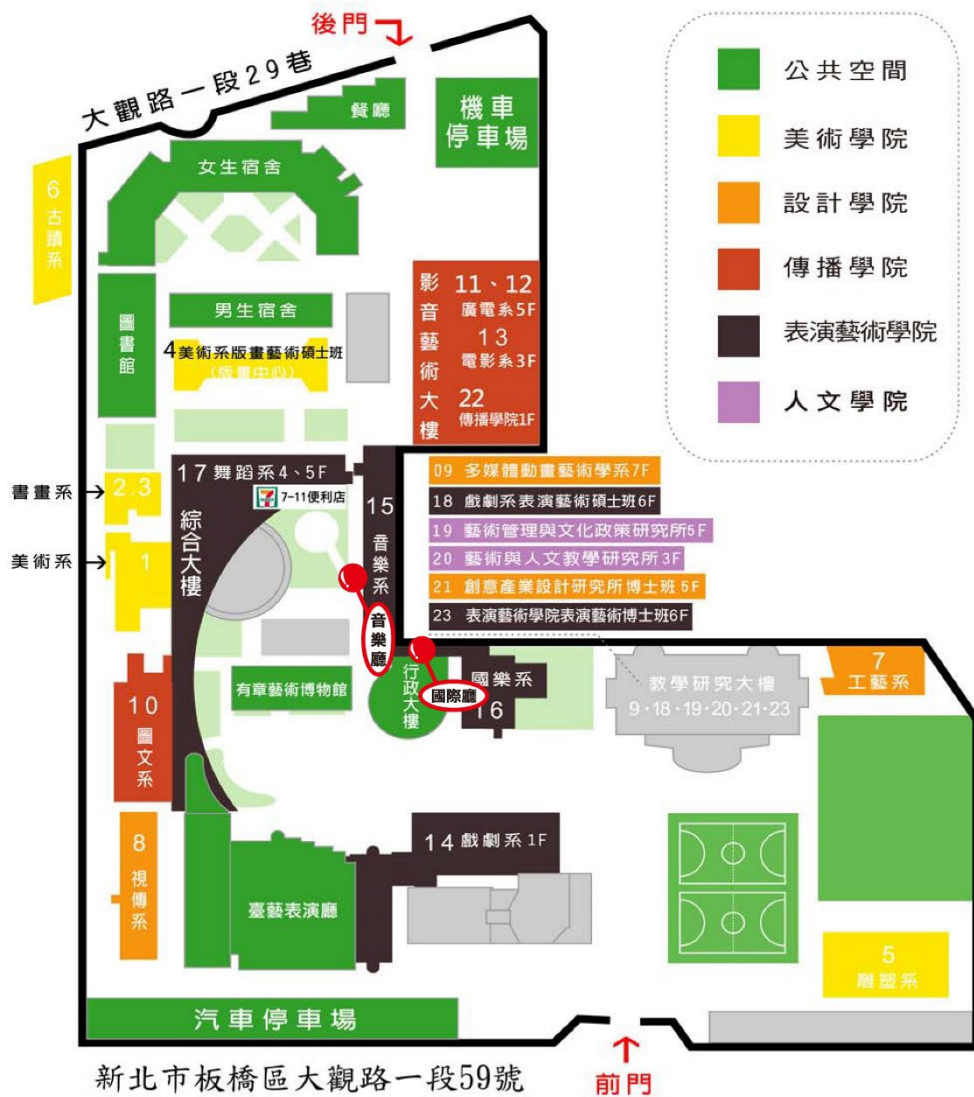 後門
大觀路一段29巷
餐廳
機車
停車場
公共空間
美術學院
設計學院
傳播學院
表演藝術學院
人文學院
女生宿舍
6
古蹟系
圖書館
男生宿舍
4美術系版畫藝術碩士班
(版畫中心)
影音藝術大樓
11、12
廣電系5F
13
電影系3F
22
傳播學院1F
書畫系
2.3
美術系
1
17 舞蹈系4、5F
綜合大樓
7-11便利店
15
音樂系
音樂廳
09 多媒體動畫藝術學系7F
18 戲劇系表演藝術碩士班6F
19 藝術管理與文化政策研究所5F
20 藝術與人文教學研究所3F
21 創意產業設計研究所博士班5F
23 表演藝術學院表演藝術博士班6F
10
圖文系
有章藝術博物館
行政大樓
國際廳
國樂系
16
教學研究大樓
9·18·19·20·21·23
7
工藝系
8
視傳系
臺藝表演廳
14 戲劇系1F
5
雕塑系
汽車停車場
前門
新北市板橋區大觀路一段59號